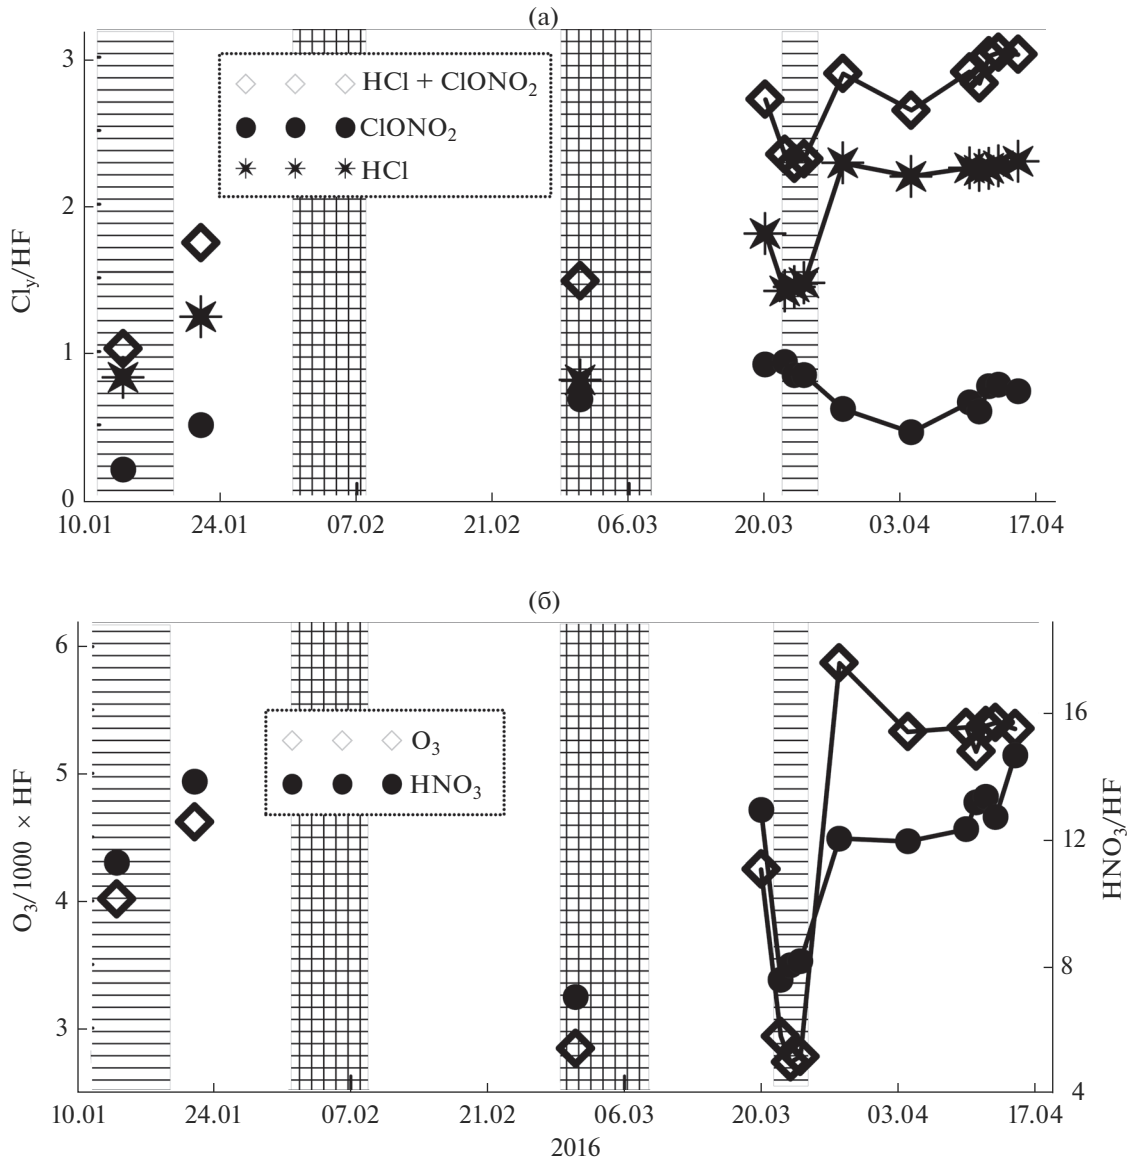 (а)
3
2
1
0
Cl_y/HF
HCl + ClONO₂
ClONO₂
HCl
10.01 24.01 07.02 21.02 06.03 20.03 03.04 17.04
(б)
6
5
4
3
O₃/1000 × HF
O₃
HNO₃
16
12
8
4
HNO₃/HF
10.01 24.01 07.02 21.02 06.03 20.03 03.04 17.04
2016